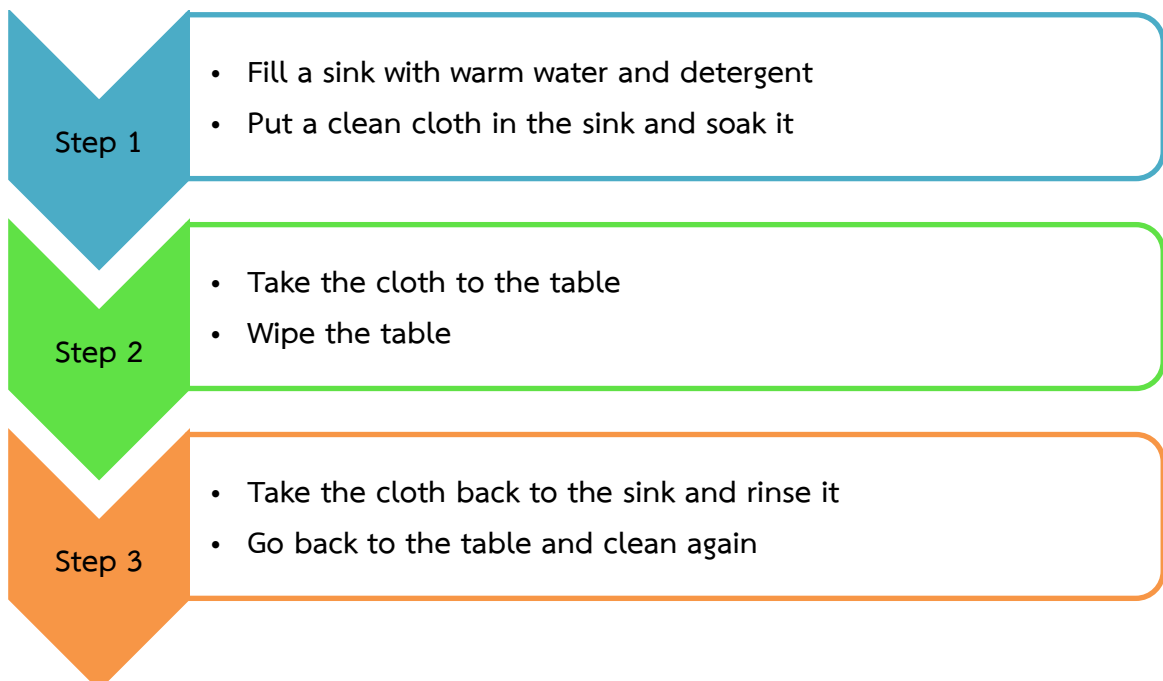 Step 1
• Fill a sink with warm water and detergent
• Put a clean cloth in the sink and soak it
Step 2
• Take the cloth to the table
• Wipe the table
Step 3
• Take the cloth back to the sink and rinse it
• Go back to the table and clean again